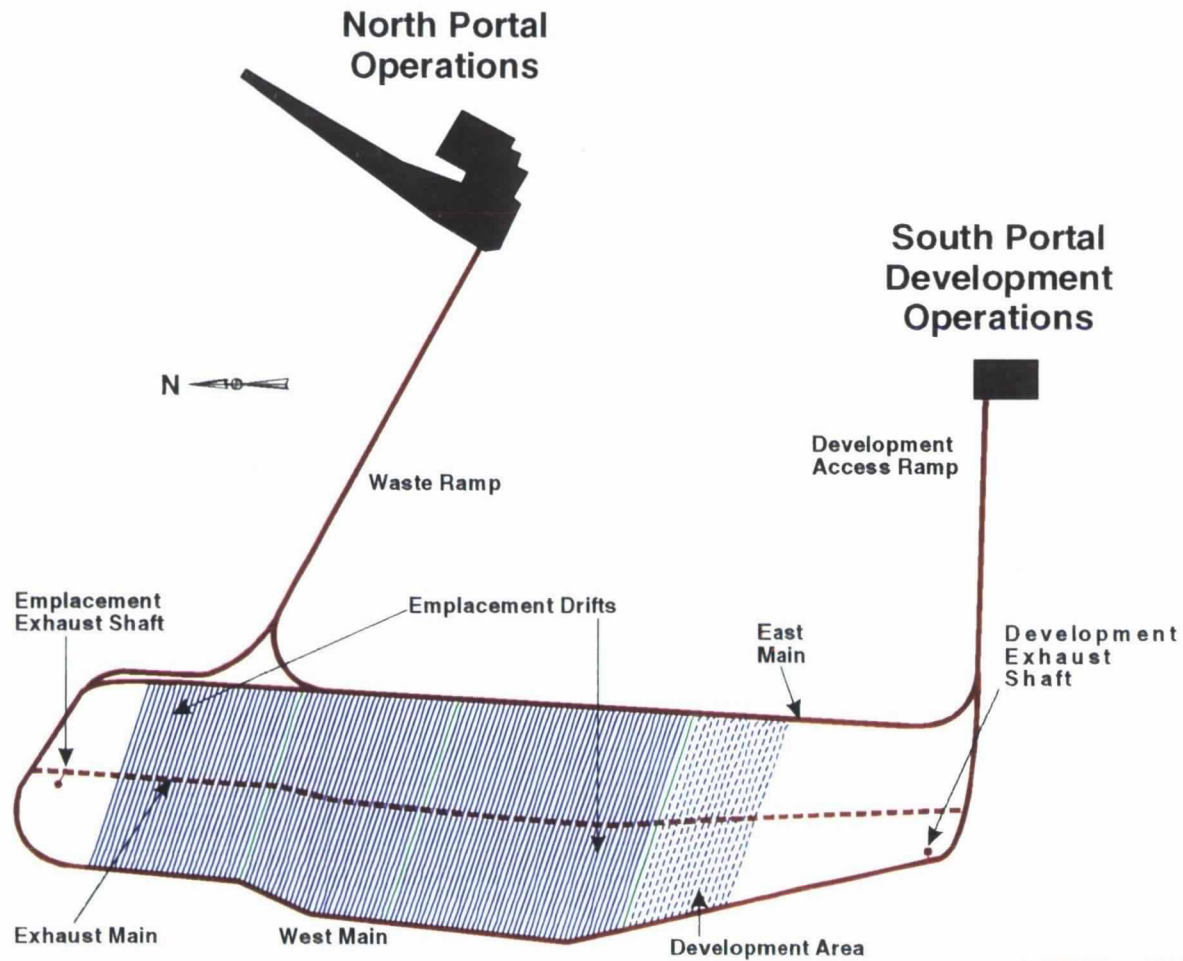 North Portal
Operations
South Portal
Development
Operations
N
Development
Access Ramp
Waste Ramp
Emplacement
Exhaust Shaft
Emplacement Drifts
East
Main
Development
Exhaust
Shaft
Exhaust Main
West Main
Development Area